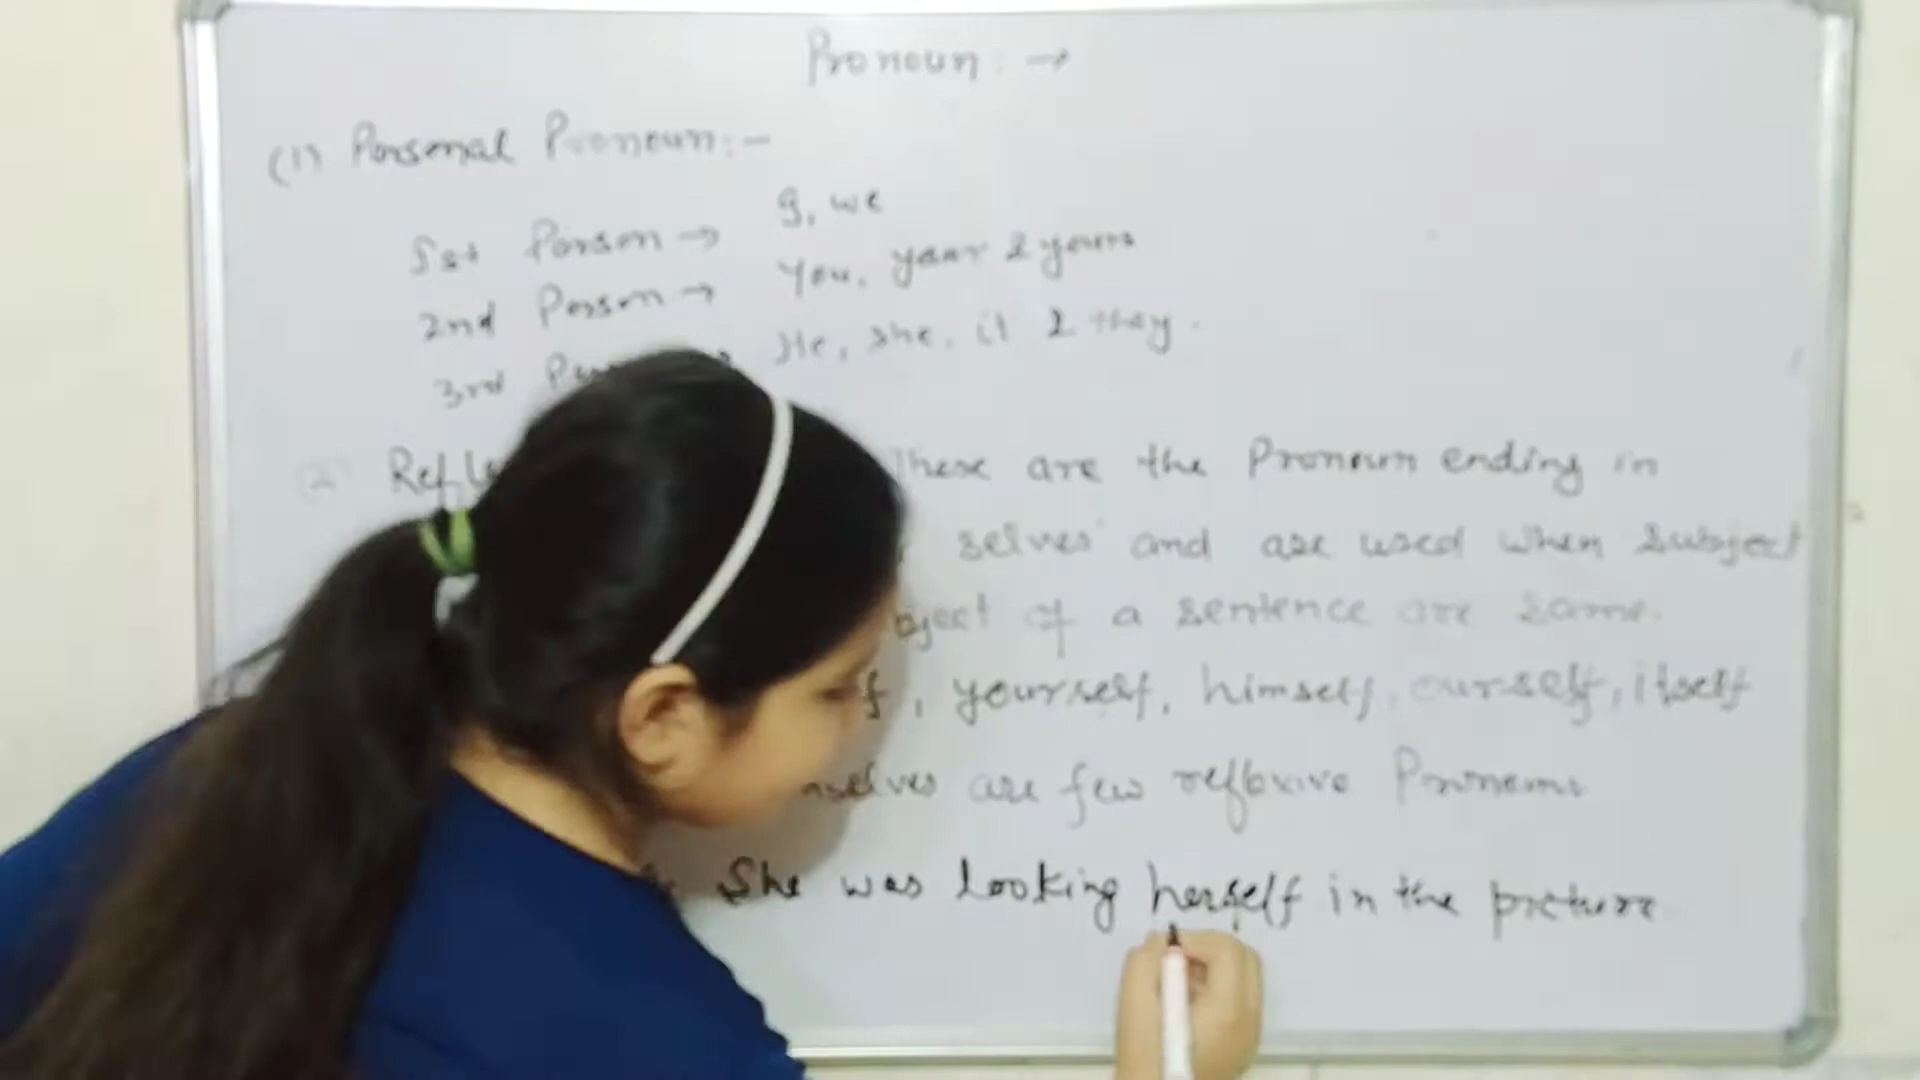 Pronoun : →
(1) Personal Pronoun:-
Ist Person → I, we
2nd Person → You, your & yours
3rd He, she, it & they.
(2) These are the Pronoun ending in
selves' and are used when subject
of a sentence are same.
yourself, himself, ourself, itself
are few reflexive Pronouns
She was looking herself in the picture